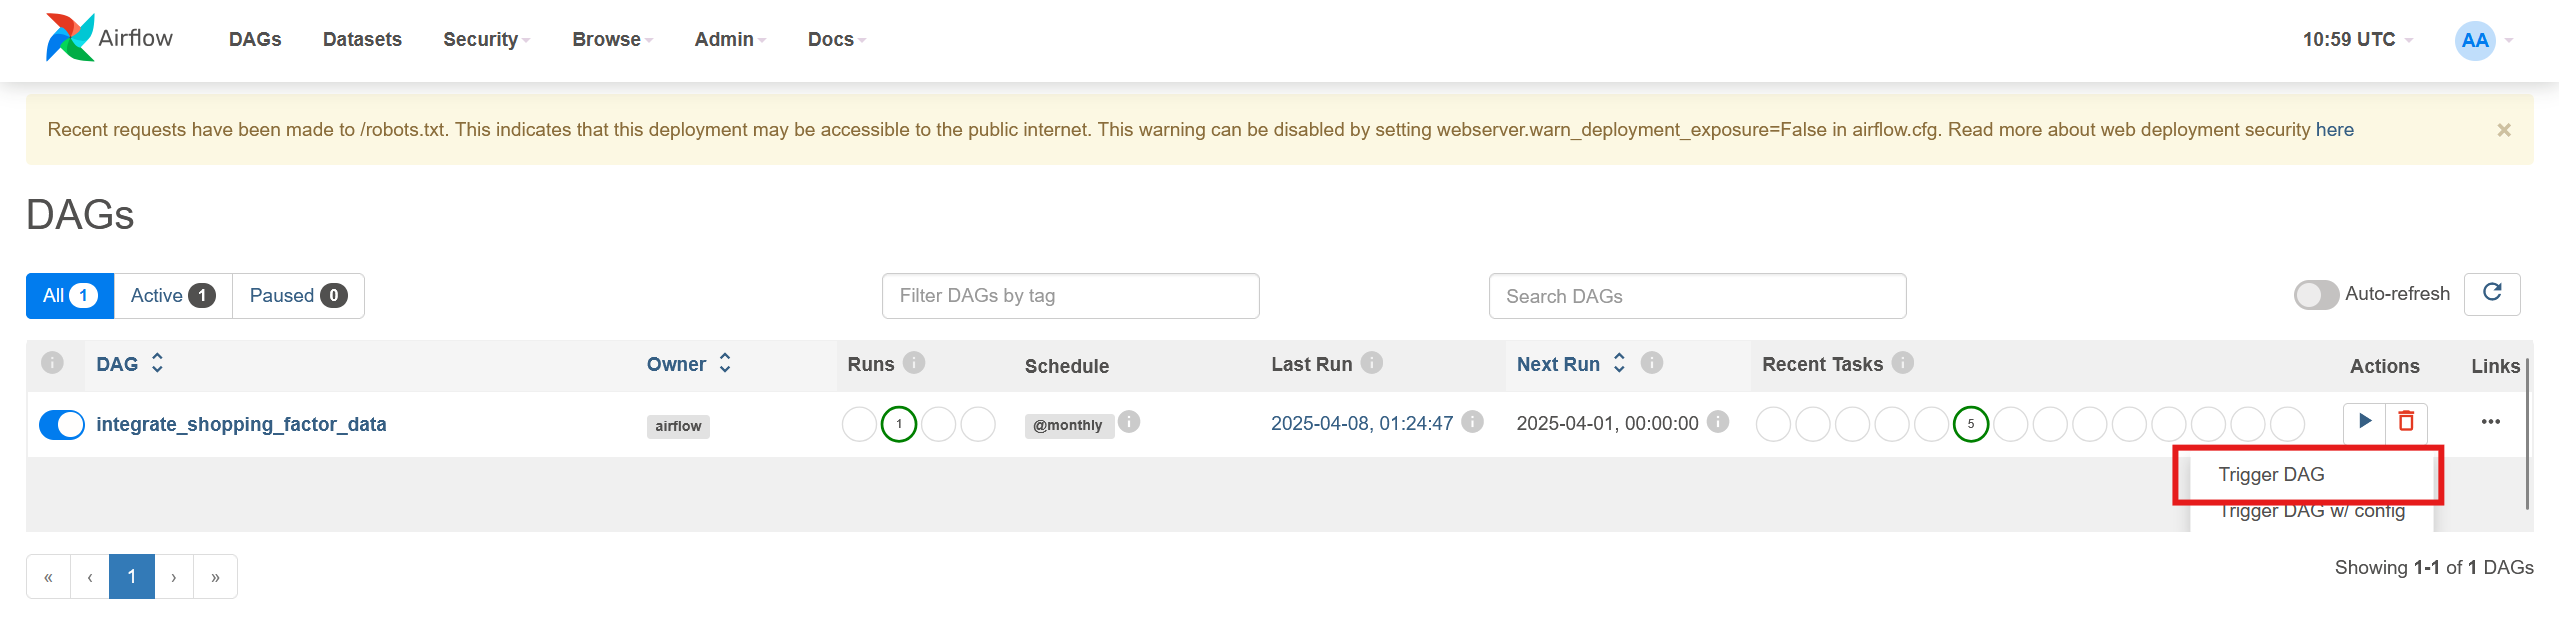 Airflow DAGs Datasets Security Browse Admin Docs 10:59 UTC AA
Recent requests have been made to /robots.txt. This indicates that this deployment may be accessible to the public internet. This warning can be disabled by setting webserver.warn_deployment_exposure=False in airflow.cfg. Read more about web deployment security here ×
DAGs
All 1 Active 1 Paused 0 Filter DAGs by tag Search DAGs Auto-refresh
DAG Owner Runs Schedule Last Run Next Run Recent Tasks Actions Links
integrate_shopping_factor_data airflow 1 @monthly 2025-04-08, 01:24:47 2025-04-01, 00:00:00 5 ...
Trigger DAG
Trigger DAG w/ config
« ‹ 1 › »
Showing 1-1 of 1 DAGs